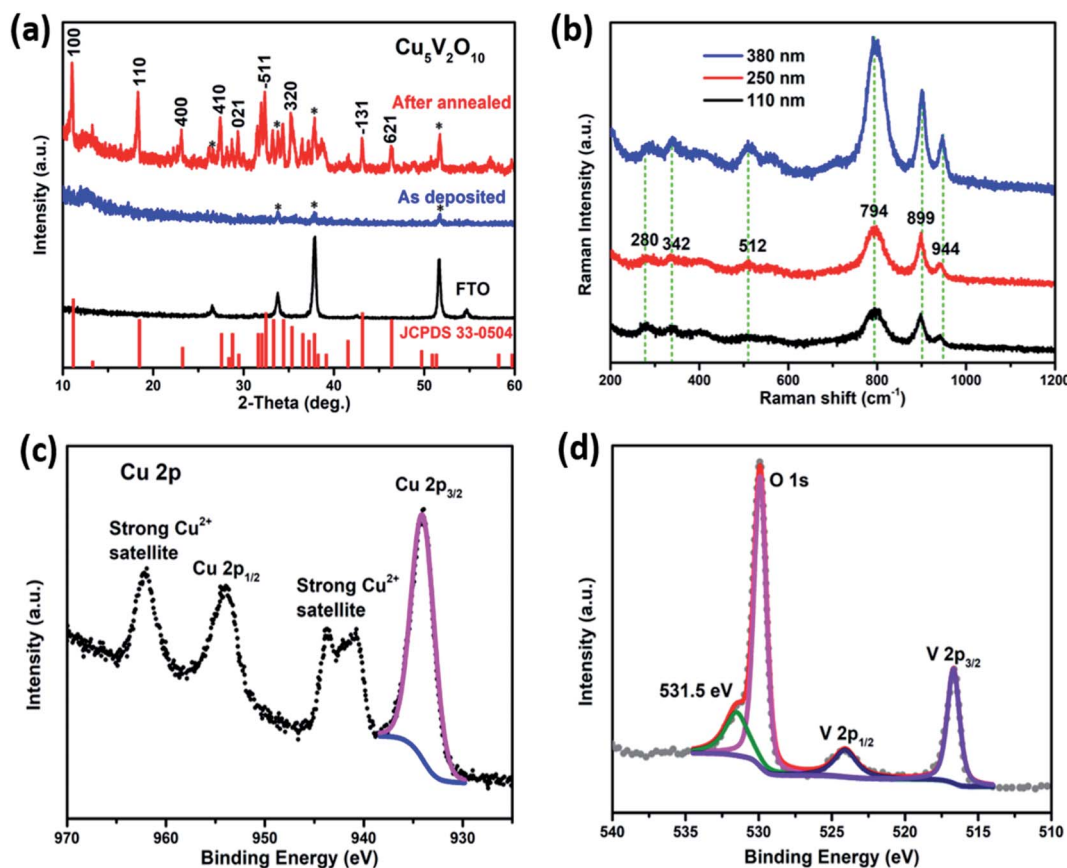 (a)
Cu5V2O10
100
110
400
410
021
-511
320
-131
621
After annealed
* * * *
As deposited
* * *
FTO
JCPDS 33-0504
10 20 30 40 50 60
2-Theta (deg.)
Intensity (a.u.)
(b)
380 nm
250 nm
110 nm
280 342 512 794 899 944
200 400 600 800 1000 1200
Raman shift (cm-1)
Raman Intensity (a.u.)
(c)
Cu 2p
Cu 2p3/2
Strong Cu2+
satellite
Cu 2p1/2
Strong Cu2+
satellite
970 960 950 940 930
Binding Energy (eV)
Intensity (a.u.)
(d)
O 1s
531.5 eV
V 2p3/2
V 2p1/2
540 535 530 525 520 515 510
Binding Energy (eV)
Intensity (a.u.)